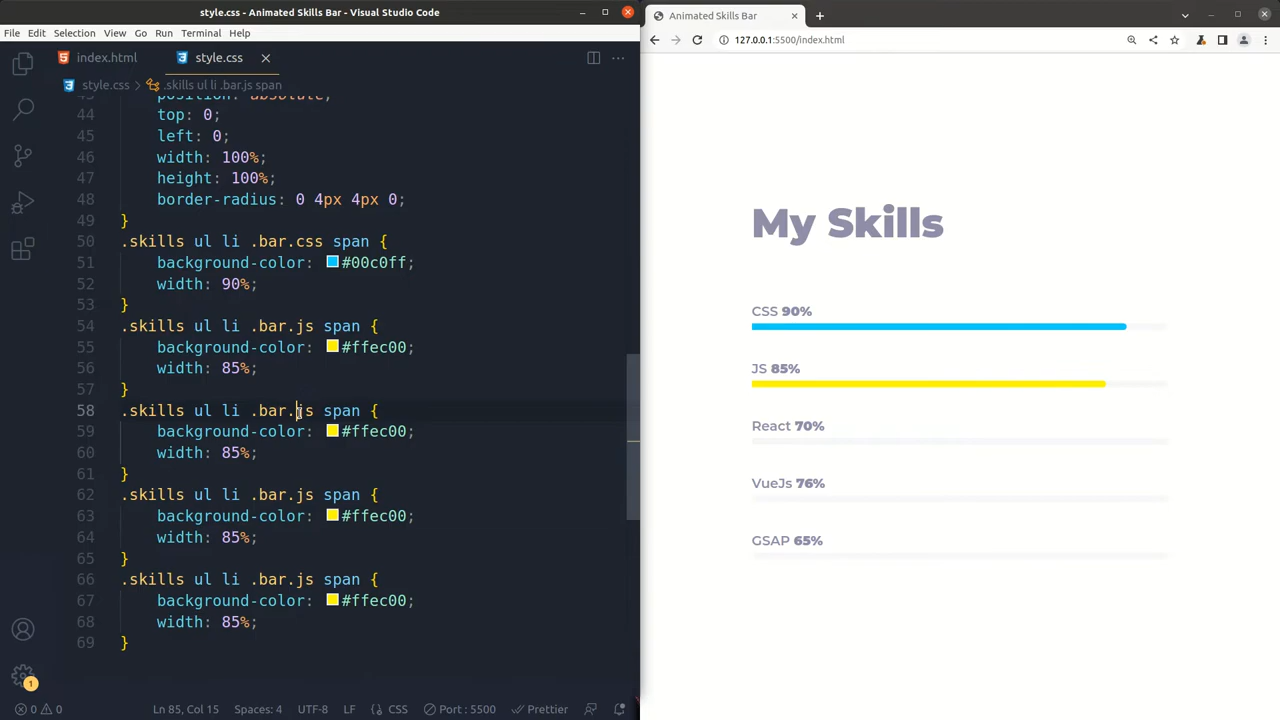 style.css - Animated Skills Bar - Visual Studio Code
File Edit Selection View Go Run Terminal Help
index.html style.css
style.css > .skills ul li .bar.js span
43 position: absolute;
44 top: 0;
45 left: 0;
46 width: 100%;
47 height: 100%;
48 border-radius: 0 4px 4px 0;
49 }
50 .skills ul li .bar.css span {
51 background-color: #00c0ff;
52 width: 90%;
53 }
54 .skills ul li .bar.js span {
55 background-color: #ffec00;
56 width: 85%;
57 }
58 .skills ul li .bar.js span {
59 background-color: #ffec00;
60 width: 85%;
61 }
62 .skills ul li .bar.js span {
63 background-color: #ffec00;
64 width: 85%;
65 }
66 .skills ul li .bar.js span {
67 background-color: #ffec00;
68 width: 85%;
69 }
1
0 0 Ln 85, Col 15 Spaces: 4 UTF-8 LF {} CSS Port : 5500 Prettier
Animated Skills Bar
127.0.0.1:5500/index.html
My Skills
CSS 90%
JS 85%
React 70%
VueJs 76%
GSAP 65%